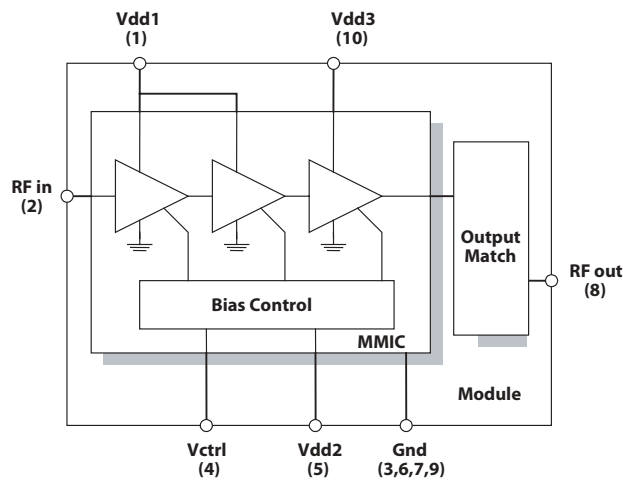 Vdd1
(1)
Vdd3
(10)
RF in
(2)
Output
Match
RF out
(8)
Bias Control
MMIC
Module
Vctrl
(4)
Vdd2
(5)
Gnd
(3,6,7,9)